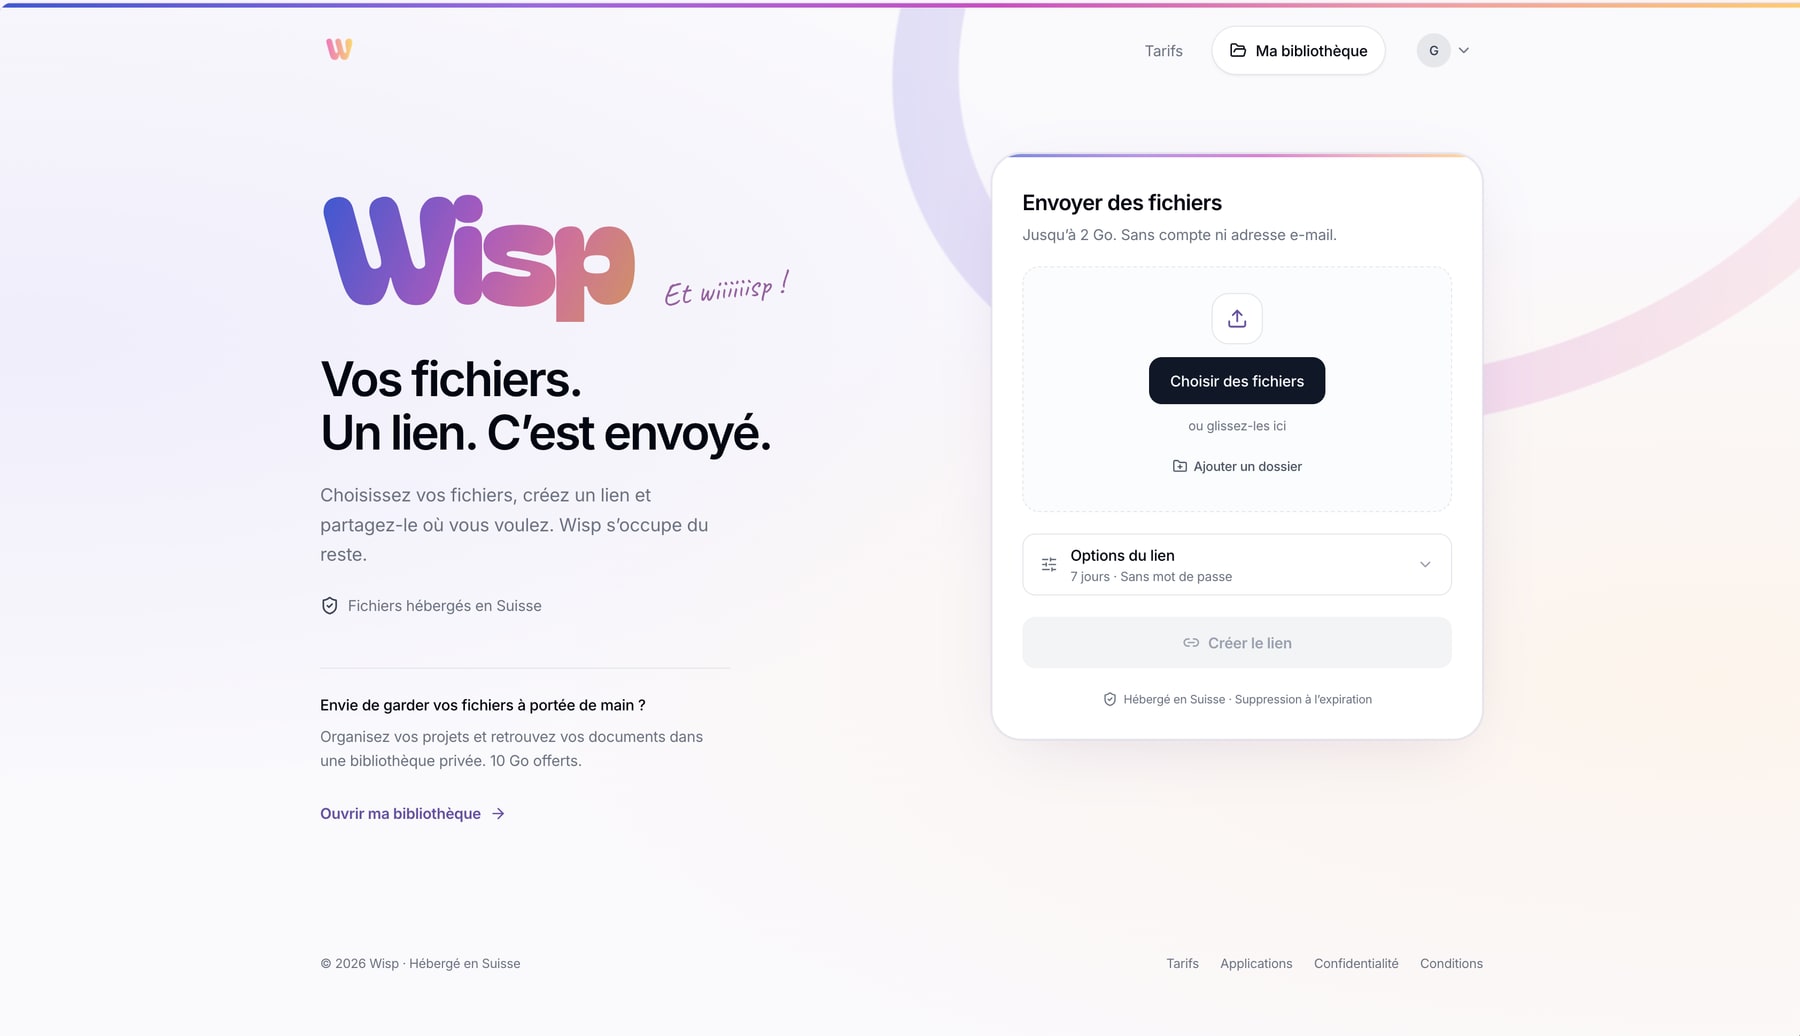 W
Tarifs
Ma bibliothèque
G
Wisp
Et wiiiiiisp !
Vos fichiers.
Un lien. C’est envoyé.
Choisissez vos fichiers, créez un lien et
partagez-le où vous voulez. Wisp s’occupe du
reste.
Fichiers hébergés en Suisse
Envie de garder vos fichiers à portée de main ?
Organisez vos projets et retrouvez vos documents dans
une bibliothèque privée. 10 Go offerts.
Ouvrir ma bibliothèque
Envoyer des fichiers
Jusqu’à 2 Go. Sans compte ni adresse e-mail.
Choisir des fichiers
ou glissez-les ici
Ajouter un dossier
Options du lien
7 jours · Sans mot de passe
Créer le lien
Hébergé en Suisse · Suppression à l’expiration
© 2026 Wisp · Hébergé en Suisse
Tarifs
Applications
Confidentialité
Conditions